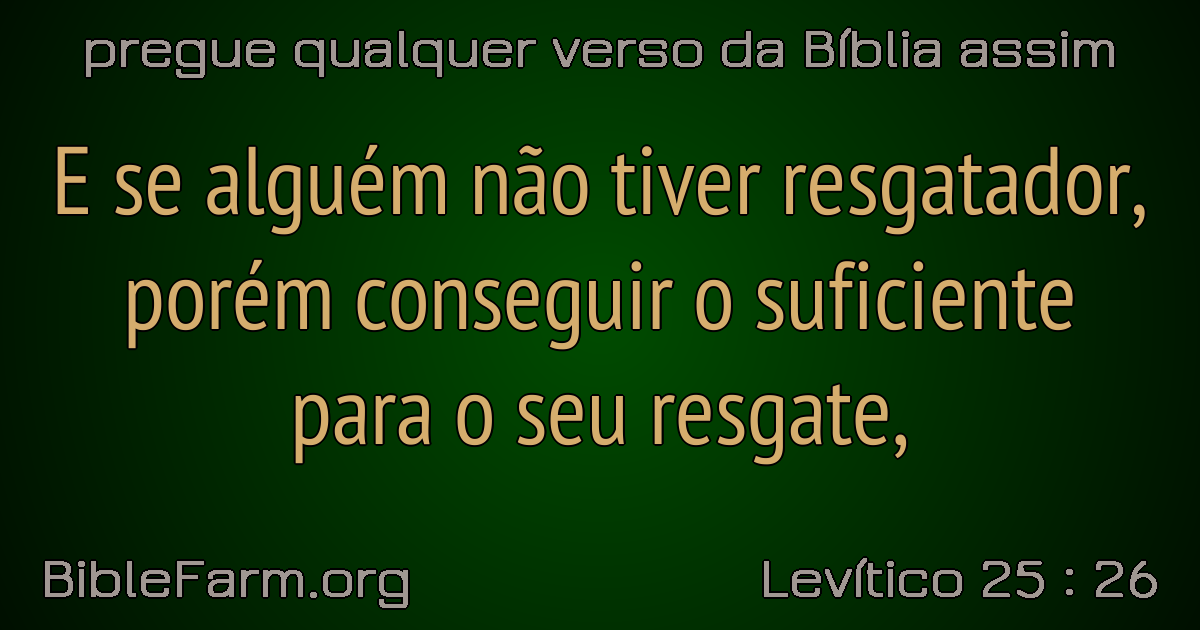 pregue qualquer verso da Bíblia assim
E se alguém não tiver resgatador,
porém conseguir o suficiente
para o seu resgate,
BibleFarm.org
Levítico 25 : 26